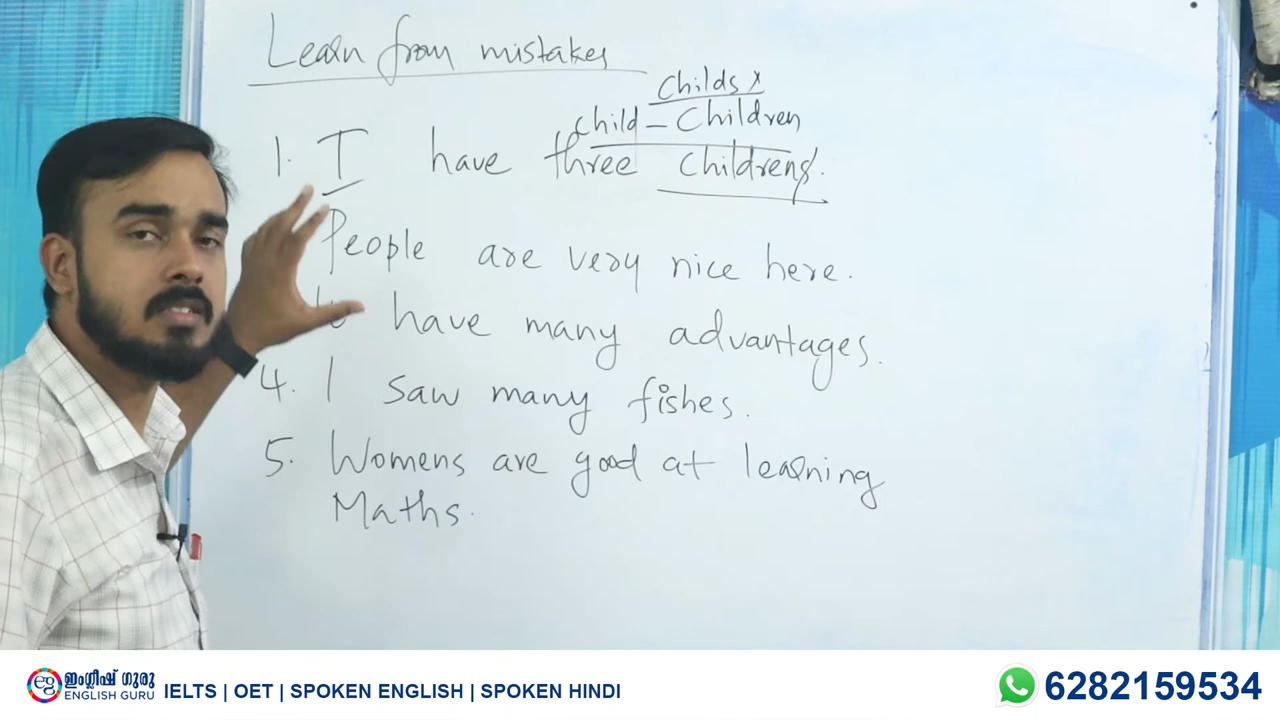 Learn from mistakes
Childs x
child – Children
1. I have three Childrens.
People are very nice here.
have many advantages.
4. I saw many fishes.
5. Womens are good at learning
Maths.
eg ഇംഗ്ലീഷ് ഗുരു
ENGLISH GURU
IELTS | OET | SPOKEN ENGLISH | SPOKEN HINDI
6282159534